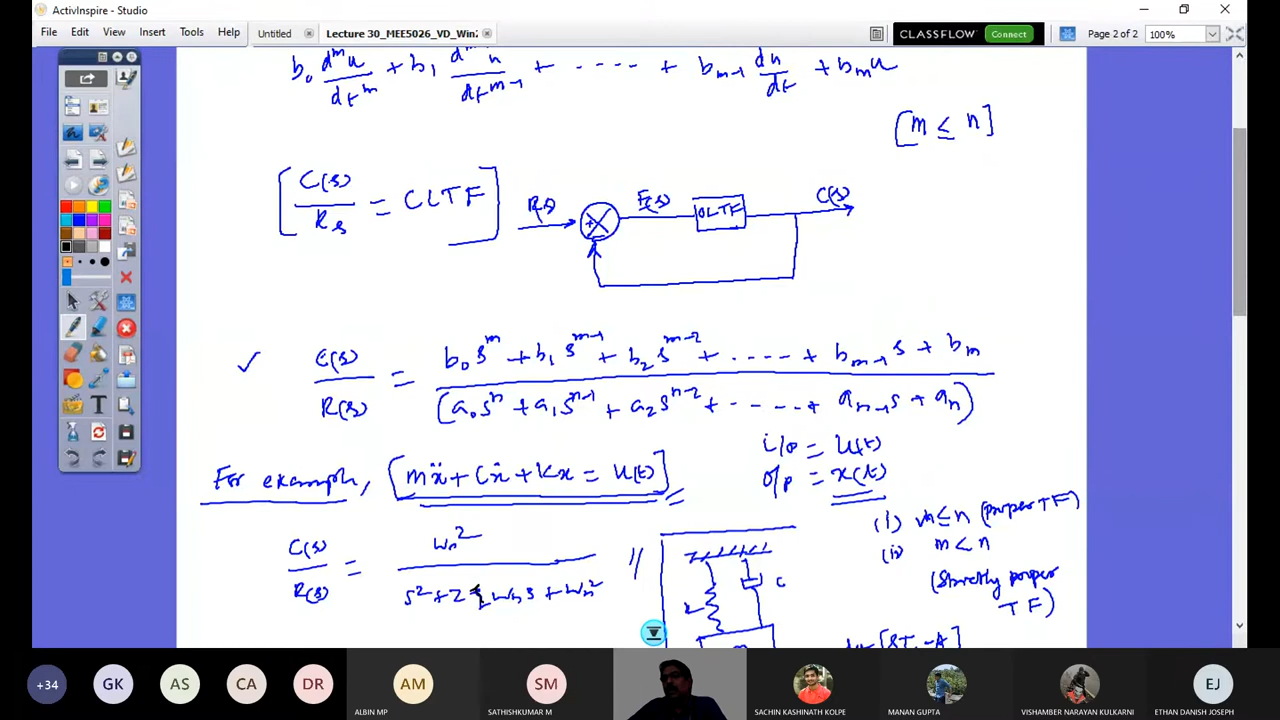 ActivInspire - Studio
File Edit View Insert Tools Help
Untitled
Lecture 30_MEE5026_VD_Win2
CLASSFLOW Connect
Page 2 of 2
100%
b₀ dᵐu/dtᵐ + b₁ dᵐ⁻¹u/dtᵐ⁻¹ + ..... + bₘ₋₁ du/dt + bₘu
[m ≤ n]
[C(s)/Rs = CLTF]
R(s) + E(s) OLTF C(s)
C(s)/R(s) = b₀sᵐ + b₁sᵐ⁻¹ + b₂sᵐ⁻² + ..... + bₘ₋₁s + bₘ / (a₀sⁿ + a₁sⁿ⁻¹ + a₂sⁿ⁻² + ..... + aₙ₋₁s + aₙ)
i/p = u(t)
For example, [mẍ + cẋ + kx = u(t)]
o/p = x(t)
(i) m ≤ n (proper TF)
(ii) m < n
(Strictly proper
TF)
C(s)/R(s) = ωₙ² / s² + 2ζωₙs + ωₙ² //
k c
m
+34
GK
AS
CA
DR
AM
SM
EJ
ALBIN MP
SATHISHKUMAR M
SACHIN KASHINATH KOLPE
MANAN GUPTA
VISHAMBER NARAYAN KULKARNI
ETHAN DANISH JOSEPH